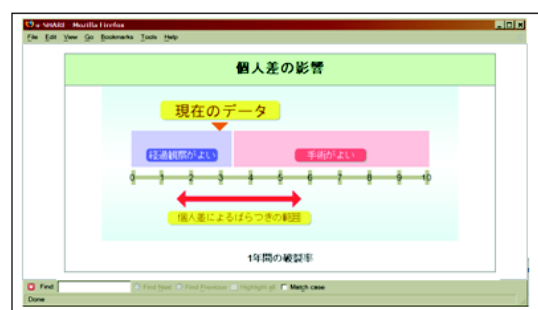 u-SHARE - Mozilla Firefox
File Edit View Go Bookmarks Tools Help
個人差の影響
現在のデータ
経過観察がよい 手術がよい
0 1 2 3 4 5 6 7 8 9 10
個人差によるばらつきの範囲
1年間の破裂率
Find: Find Next Find Previous Highlight all Match case
Done